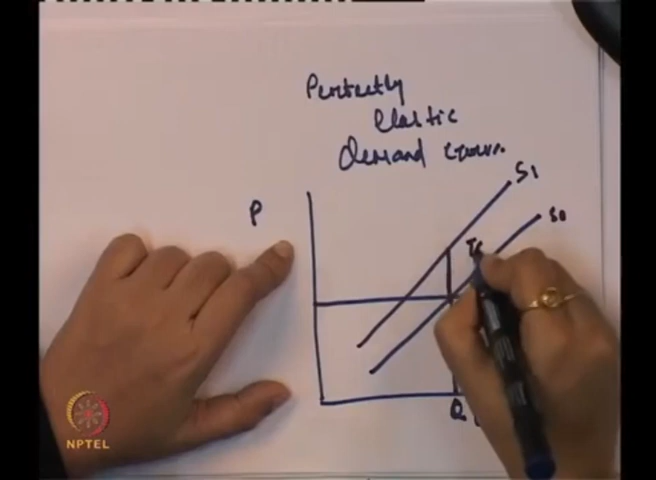 Perfectly
Elastic
Demand curve.
S1
P
S0
Q
NPTEL